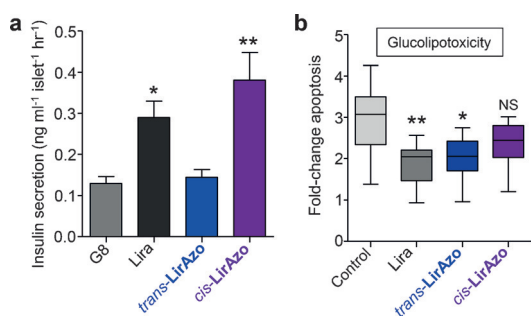 a
Insulin secretion (ng ml⁻¹ islet⁻¹ hr⁻¹)
0.5
0.4
0.3
0.2
0.1
0.0
*
**
G8
Lira
trans-LirAzo
cis-LirAzo
b
Glucolipotoxicity
Fold-change apoptosis
5
4
3
2
1
0
**
*
NS
Control
Lira
trans-LirAzo
cis-LirAzo